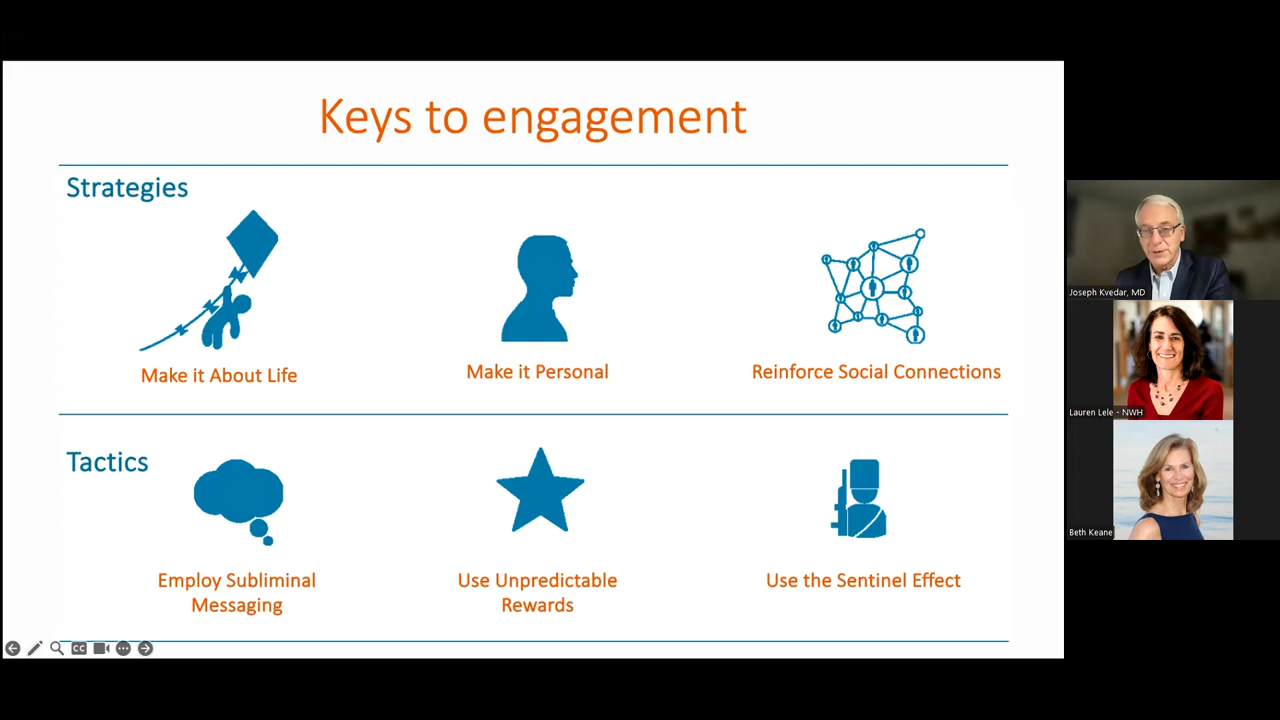 Keys to engagement
Strategies
Make it About Life
Make it Personal
Reinforce Social Connections
Tactics
Employ Subliminal
Messaging
Use Unpredictable
Rewards
Use the Sentinel Effect
CC
Joseph Kvedar, MD
Lauren Lele - NWH
Beth Keane